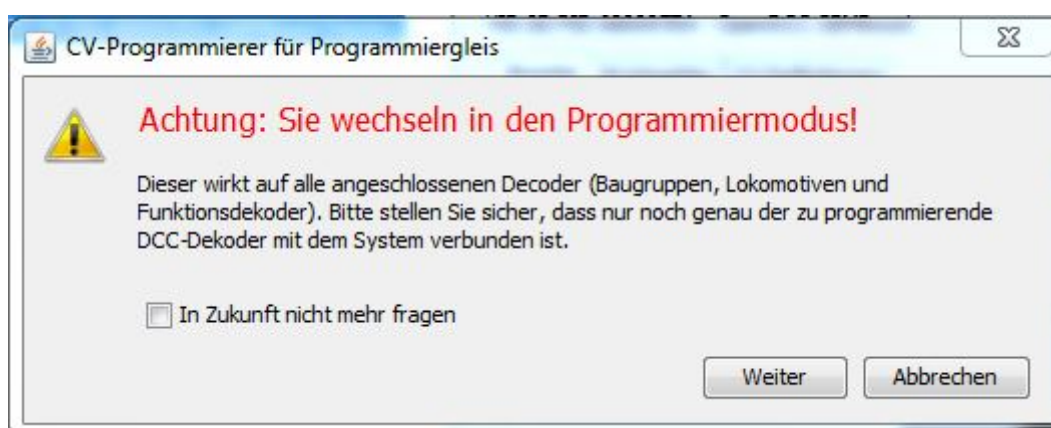 CV-Programmierer für Programmiergleis
Achtung: Sie wechseln in den Programmiermodus!
Dieser wirkt auf alle angeschlossenen Decoder (Baugruppen, Lokomotiven und
Funktionsdekoder). Bitte stellen Sie sicher, dass nur noch genau der zu programmierende
DCC-Dekoder mit dem System verbunden ist.
In Zukunft nicht mehr fragen
Weiter
Abbrechen